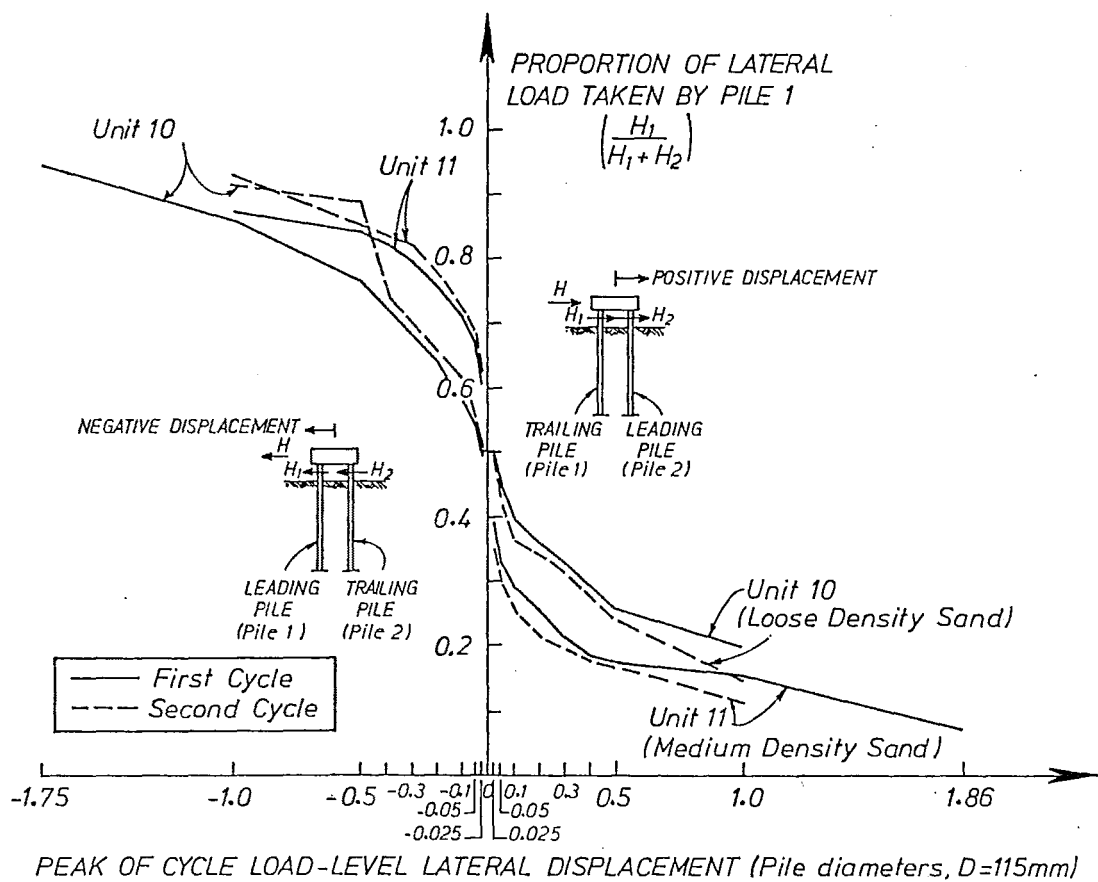 PROPORTION OF LATERAL
LOAD TAKEN BY PILE 1
(H₁ / H₁ + H₂)
1.0
0.8
0.6
0.4
0.2
Unit 10
Unit 11
POSITIVE DISPLACEMENT
H
H₁
H₂
TRAILING
PILE
(Pile 1)
LEADING
PILE
(Pile 2)
NEGATIVE DISPLACEMENT
H
H₁
H₂
LEADING
PILE
(Pile 1)
TRAILING
PILE
(Pile 2)
Unit 10
(Loose Density Sand)
Unit 11
(Medium Density Sand)
First Cycle
Second Cycle
-1.75 -1.0 -0.5 -0.3 -0.1 0 0.1 0.3 0.5 1.0 1.86
-0.05 0.05
-0.025 0.025
PEAK OF CYCLE LOAD-LEVEL LATERAL DISPLACEMENT (Pile diameters, D=115mm)